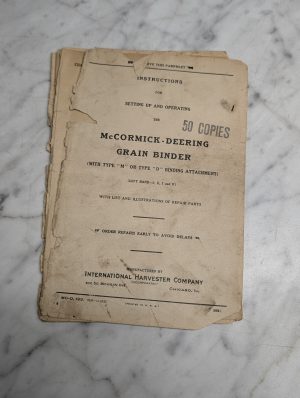 INSTRUCTIONS
FOR
SETTING UP AND OPERATING
THE
50 COPIES
McCORMICK-DEERING
GRAIN BINDER
(WITH TYPE "M" OR TYPE "D" BINDING ATTACHMENT)
WITH LIST AND ILLUSTRATIONS OF REPAIR PARTS
ORDER REPAIRS EARLY TO AVOID DELAYS
MANUFACTURED BY
INTERNATIONAL HARVESTER COMPANY
INCORPORATED
CHICAGO, ILL.